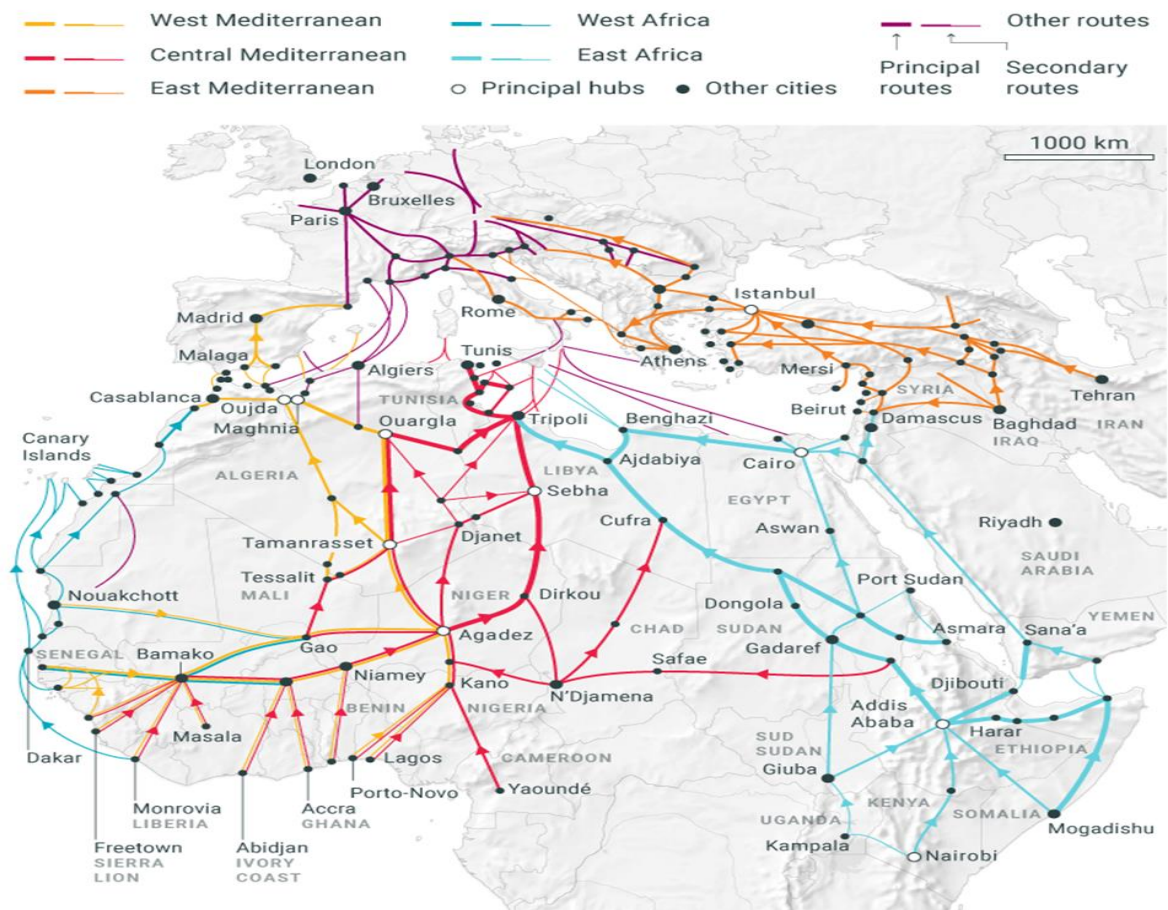 West Mediterranean
Central Mediterranean
East Mediterranean
West Africa
East Africa
Principal hubs
Other cities
Other routes
Principal
routes
Secondary
routes
1000 km
London
Bruxelles
Paris
Istanbul
Madrid
Rome
Malaga
Tunis
Athens
Mersi
Algiers
Casablanca
Oujda
Maghnia
TUNISIA
SYRIA
Tehran
Beirut
Damascus
Baghdad
IRAQ
IRAN
Ouargla
Tripoli
Benghazi
Canary
Islands
Ajdabiya
Cairo
ALGERIA
LIBYA
Sebha
EGYPT
Cufra
Aswan
Riyadh
Djanet
Tamanrasset
SAUDI
ARABIA
Tessalit
MALI
Port Sudan
Nouakchott
NIGER
Dirkou
Dongola
YEMEN
Agadez
CHAD
SUDAN
Asmara
Sana'a
Gadaref
SENEGAL
Bamako
Gao
Safae
Niamey
Kano
N'Djamena
Djibouti
BENIN
NIGERIA
Addis
Ababa
Harar
Masala
SUD
SUDAN
ETHIOPIA
Dakar
Lagos
CAMEROON
Giuba
Porto-Novo
Yaoundé
KENYA
Monrovia
LIBERIA
Accra
GHANA
UGANDA
SOMALIA
Mogadishu
Freetown
SIERRA
LION
Abidjan
IVORY
COAST
Kampala
Nairobi